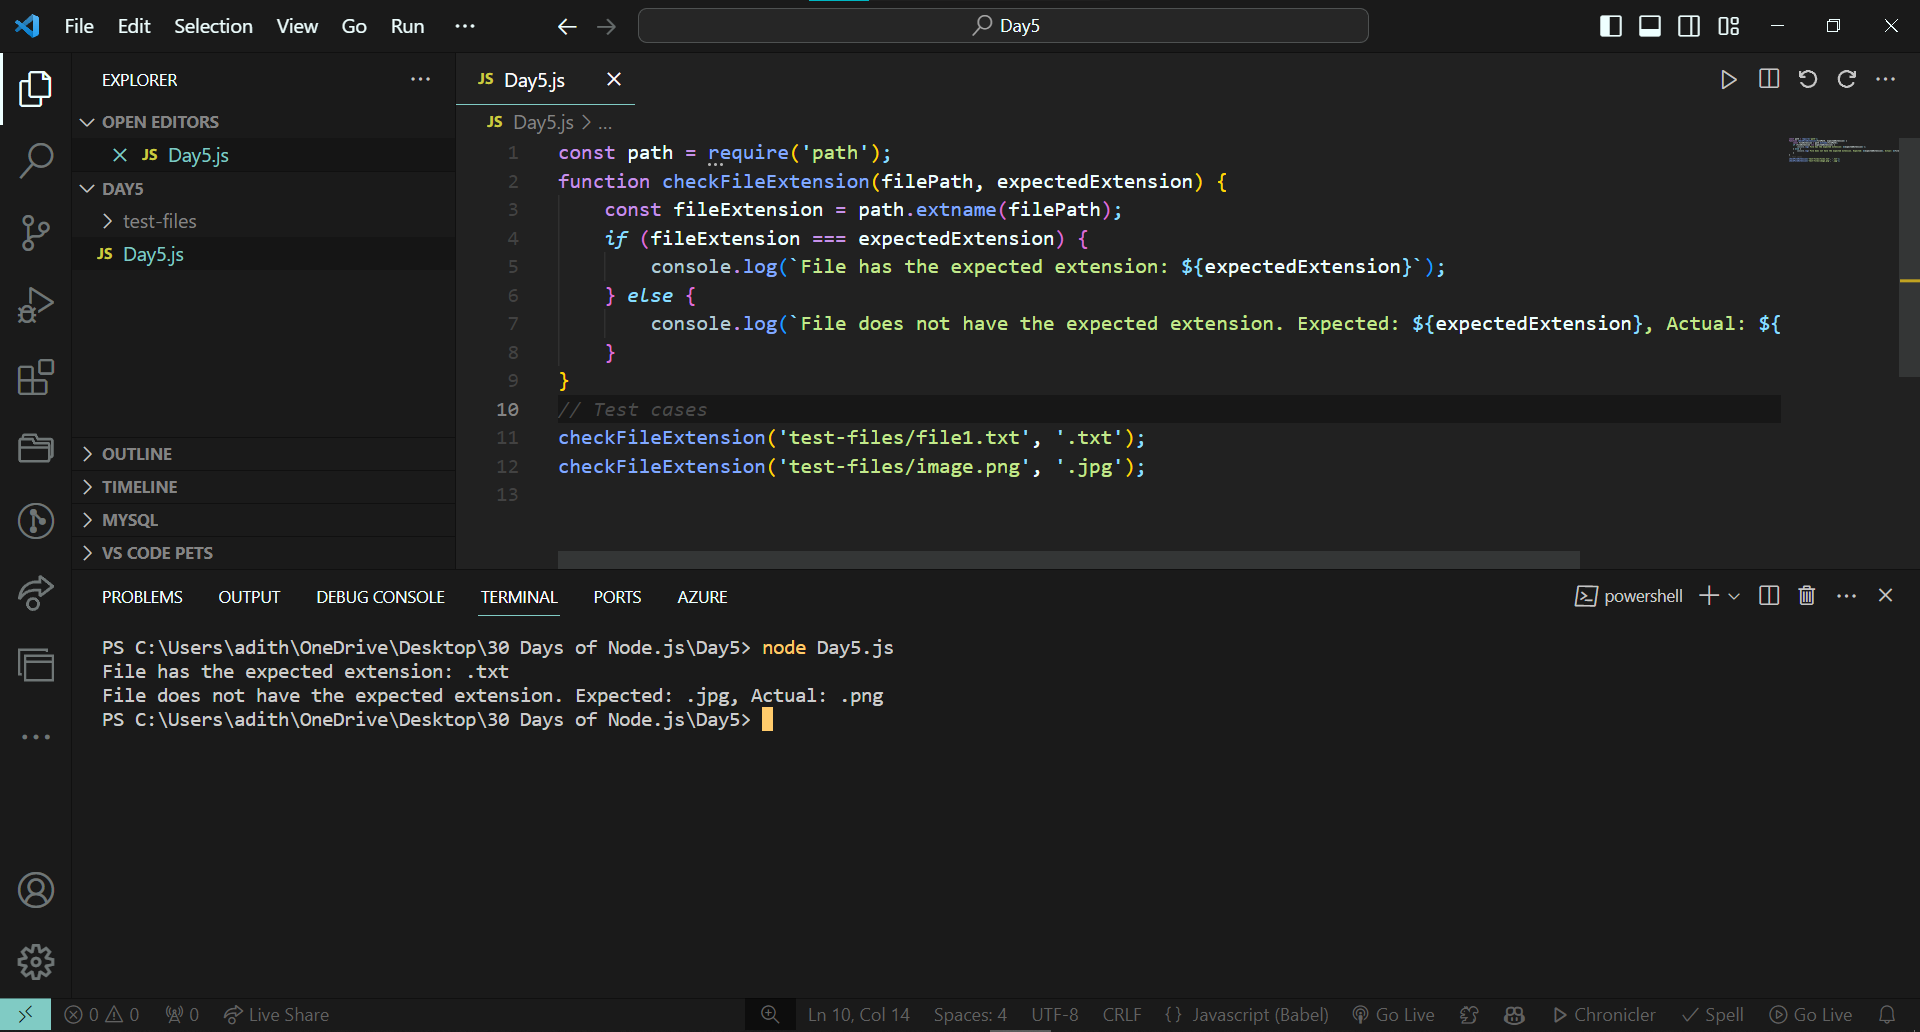 File Edit Selection View Go Run ...
Day5
EXPLORER ...
OPEN EDITORS
JS Day5.js
DAY5
test-files
JS Day5.js
OUTLINE
TIMELINE
MYSQL
VS CODE PETS
JS Day5.js
JS Day5.js > ...
1 const path = require('path');
2 function checkFileExtension(filePath, expectedExtension) {
3 const fileExtension = path.extname(filePath);
4 if (fileExtension === expectedExtension) {
5 console.log(`File has the expected extension: ${expectedExtension}`);
6 } else {
7 console.log(`File does not have the expected extension. Expected: ${expectedExtension}, Actual: ${
8 }
9 }
10 // Test cases
11 checkFileExtension('test-files/file1.txt', '.txt');
12 checkFileExtension('test-files/image.png', '.jpg');
13
PROBLEMS OUTPUT DEBUG CONSOLE TERMINAL PORTS AZURE
powershell
PS C:\Users\adith\OneDrive\Desktop\30 Days of Node.js\Day5> node Day5.js
File has the expected extension: .txt
File does not have the expected extension. Expected: .jpg, Actual: .png
PS C:\Users\adith\OneDrive\Desktop\30 Days of Node.js\Day5>
0 0 0 Live Share Ln 10, Col 14 Spaces: 4 UTF-8 CRLF {} Javascript (Babel) Go Live Chronicler Spell Go Live